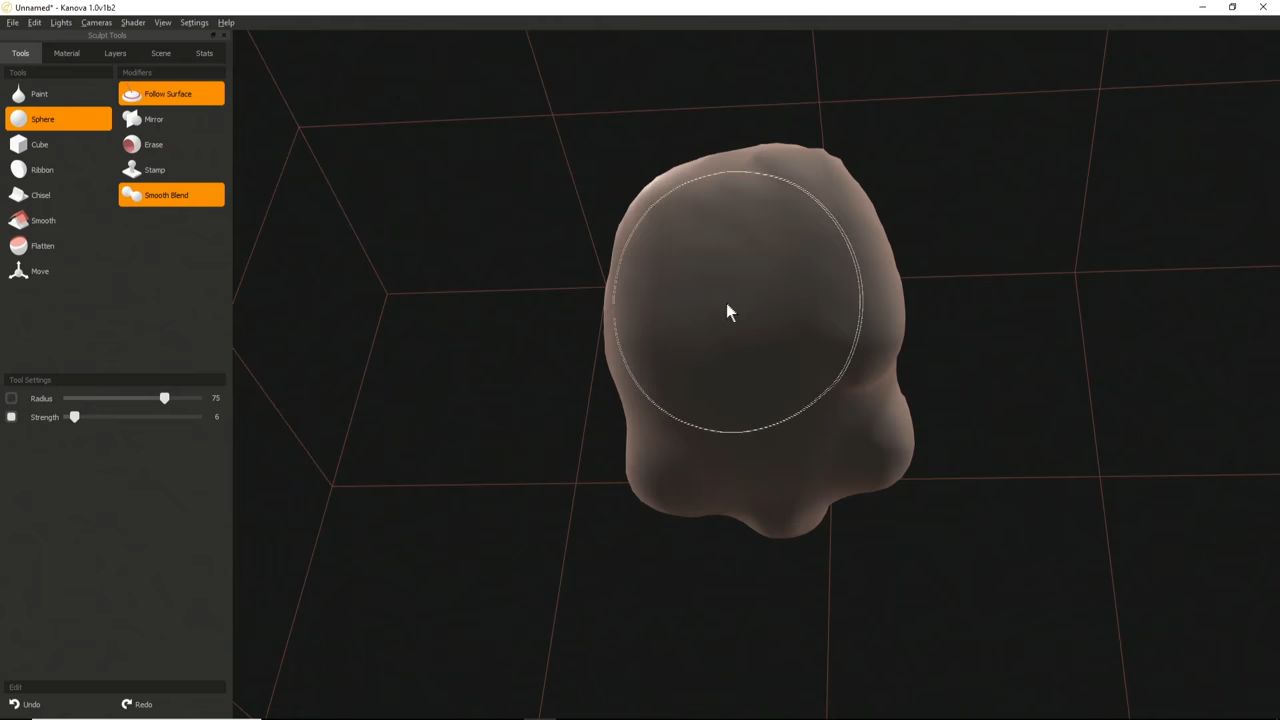 Unnamed* - Kanova 1.0v1b2
File Edit Lights Cameras Shader View Settings Help
Sculpt Tools
Tools Material Layers Scene Stats
Tools Modifiers
Paint Follow Surface
Sphere Mirror
Cube Erase
Ribbon Stamp
Chisel Smooth Blend
Smooth
Flatten
Move
Tool Settings
Radius 75
Strength 6
Edit
Undo Redo